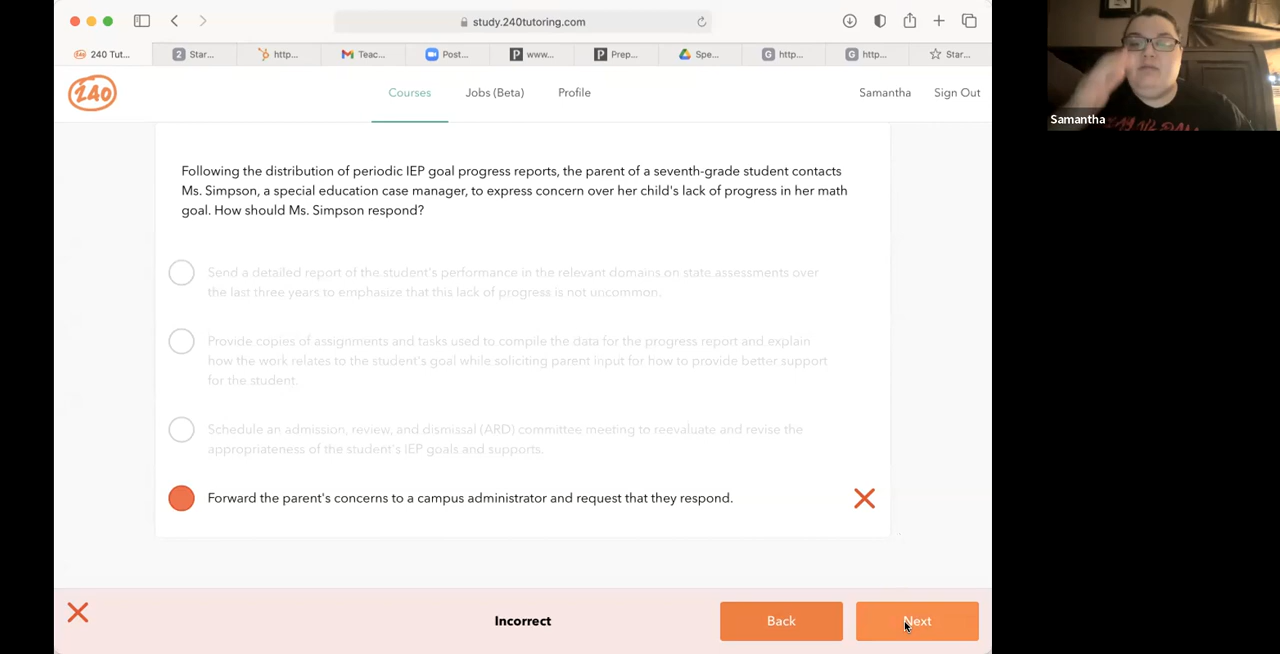 study.240tutoring.com
240 Tut... 2 Star... http... Teac... Post... P www... P Prep... Spe... G http... G http... Star...
240 Courses Jobs (Beta) Profile Samantha Sign Out
Samantha
Following the distribution of periodic IEP goal progress reports, the parent of a seventh-grade student contacts
Ms. Simpson, a special education case manager, to express concern over her child's lack of progress in her math
goal. How should Ms. Simpson respond?
Send a detailed report of the student's performance in the relevant domains on state assessments over
the last three years to emphasize that this lack of progress is not uncommon.
Provide copies of assignments and tasks used to compile the data for the progress report and explain
how the work relates to the student's goal while soliciting parent input for how to provide better support
for the student.
Schedule an admission, review, and dismissal (ARD) committee meeting to reevaluate and revise the
appropriateness of the student's IEP goals and supports.
Forward the parent's concerns to a campus administrator and request that they respond.
Incorrect Back Next